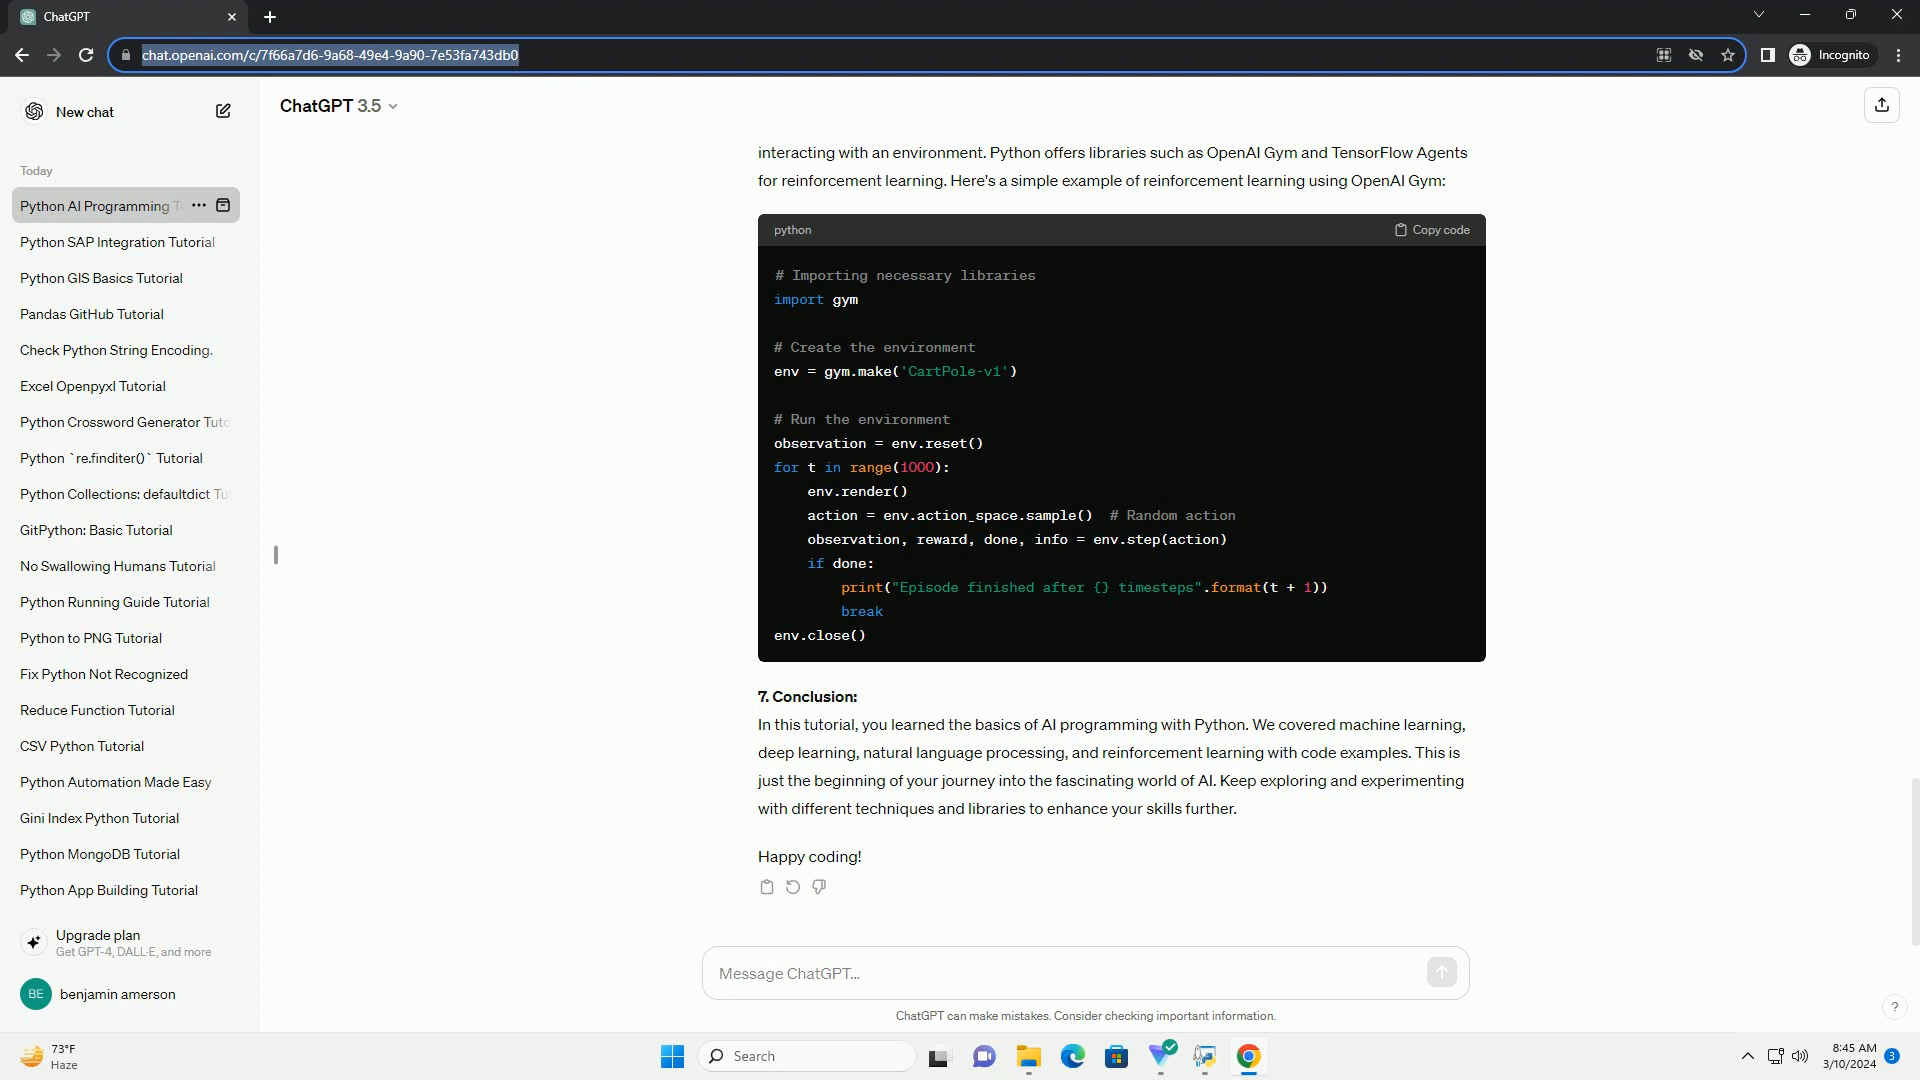 ChatGPT
chat.openai.com/c/7f66a7d6-9a68-49e4-9a90-7e53fa743db0
Incognito
New chat
ChatGPT 3.5
Today
Python AI Programming T
Python SAP Integration Tutorial
Python GIS Basics Tutorial
Pandas GitHub Tutorial
Check Python String Encoding.
Excel Openpyxl Tutorial
Python Crossword Generator Tuto
Python `re.finditer()` Tutorial
Python Collections: defaultdict Tu
GitPython: Basic Tutorial
No Swallowing Humans Tutorial
Python Running Guide Tutorial
Python to PNG Tutorial
Fix Python Not Recognized
Reduce Function Tutorial
CSV Python Tutorial
Python Automation Made Easy
Gini Index Python Tutorial
Python MongoDB Tutorial
Python App Building Tutorial
Upgrade plan
Get GPT-4, DALL·E, and more
BE benjamin amerson
interacting with an environment. Python offers libraries such as OpenAI Gym and TensorFlow Agents
for reinforcement learning. Here's a simple example of reinforcement learning using OpenAI Gym:
python Copy code
# Importing necessary libraries
import gym
# Create the environment
env = gym.make('CartPole-v1')
# Run the environment
observation = env.reset()
for t in range(1000):
env.render()
action = env.action_space.sample() # Random action
observation, reward, done, info = env.step(action)
if done:
print("Episode finished after {} timesteps".format(t + 1))
break
env.close()
7. Conclusion:
In this tutorial, you learned the basics of AI programming with Python. We covered machine learning,
deep learning, natural language processing, and reinforcement learning with code examples. This is
just the beginning of your journey into the fascinating world of AI. Keep exploring and experimenting
with different techniques and libraries to enhance your skills further.
Happy coding!
Message ChatGPT...
ChatGPT can make mistakes. Consider checking important information.
?
73°F
Haze
Search
8:45 AM
3/10/2024
3